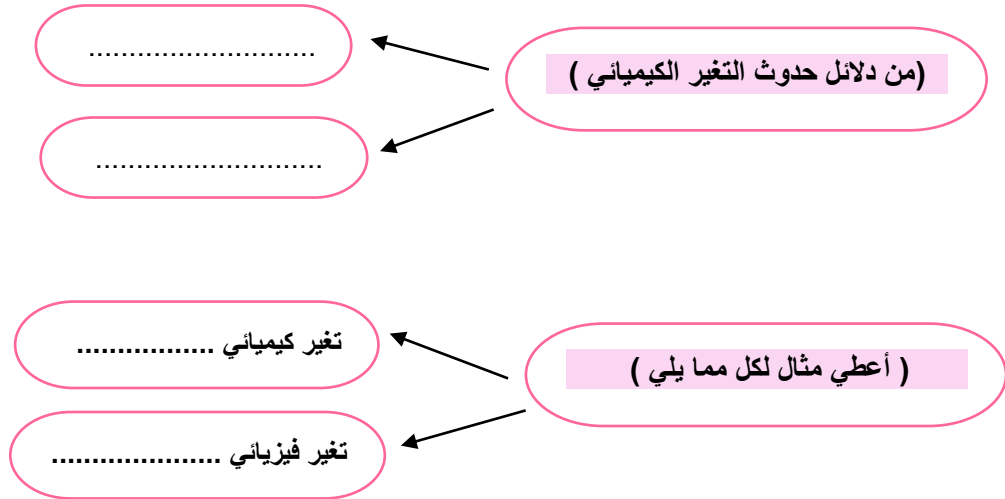 (من دلائل حدوث التغير الكيميائي )
............................
............................
( أعطي مثال لكل مما يلي )
تغير كيميائي .................
تغير فيزيائي .....................